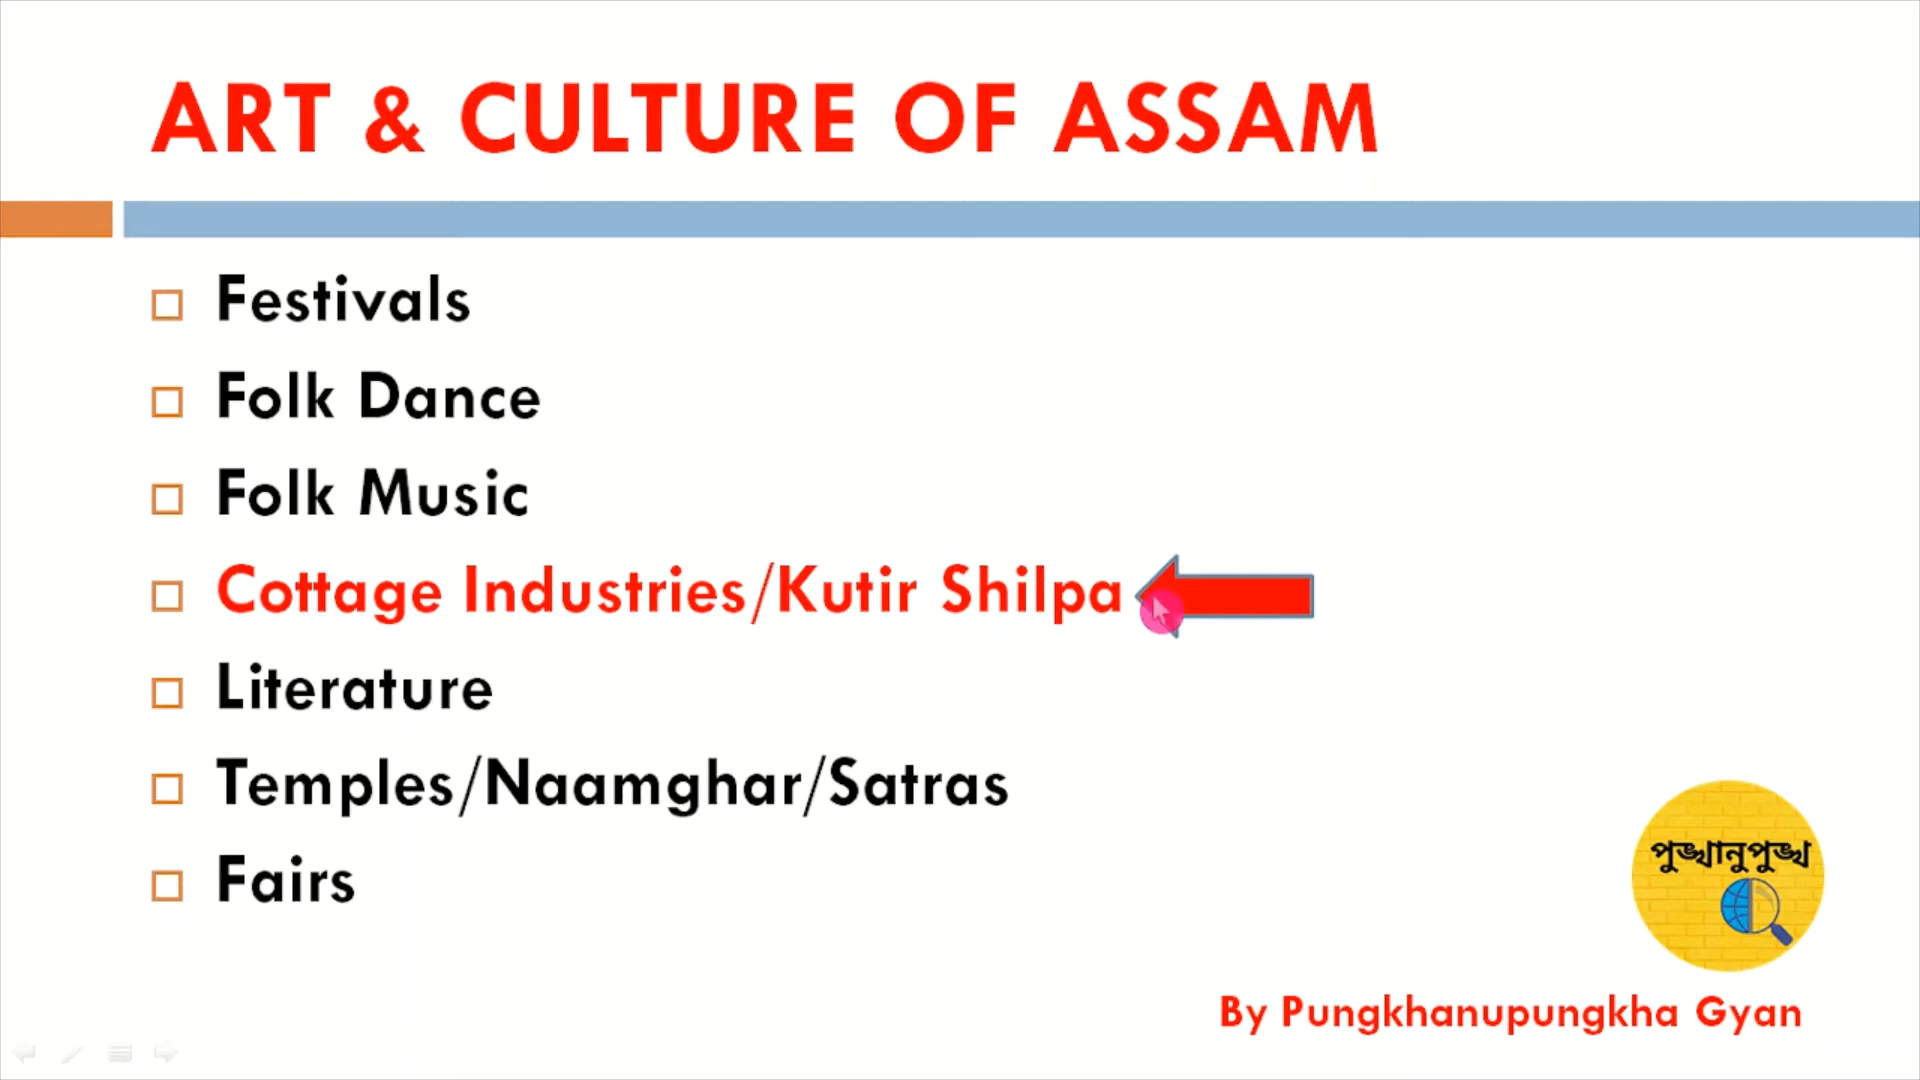 ART & CULTURE OF ASSAM
Festivals
Folk Dance
Folk Music
Cottage Industries/Kutir Shilpa
Literature
Temples/Naamghar/Satras
Fairs
পুঙ্খানুপুঙ্খ
By Pungkhanupungkha Gyan